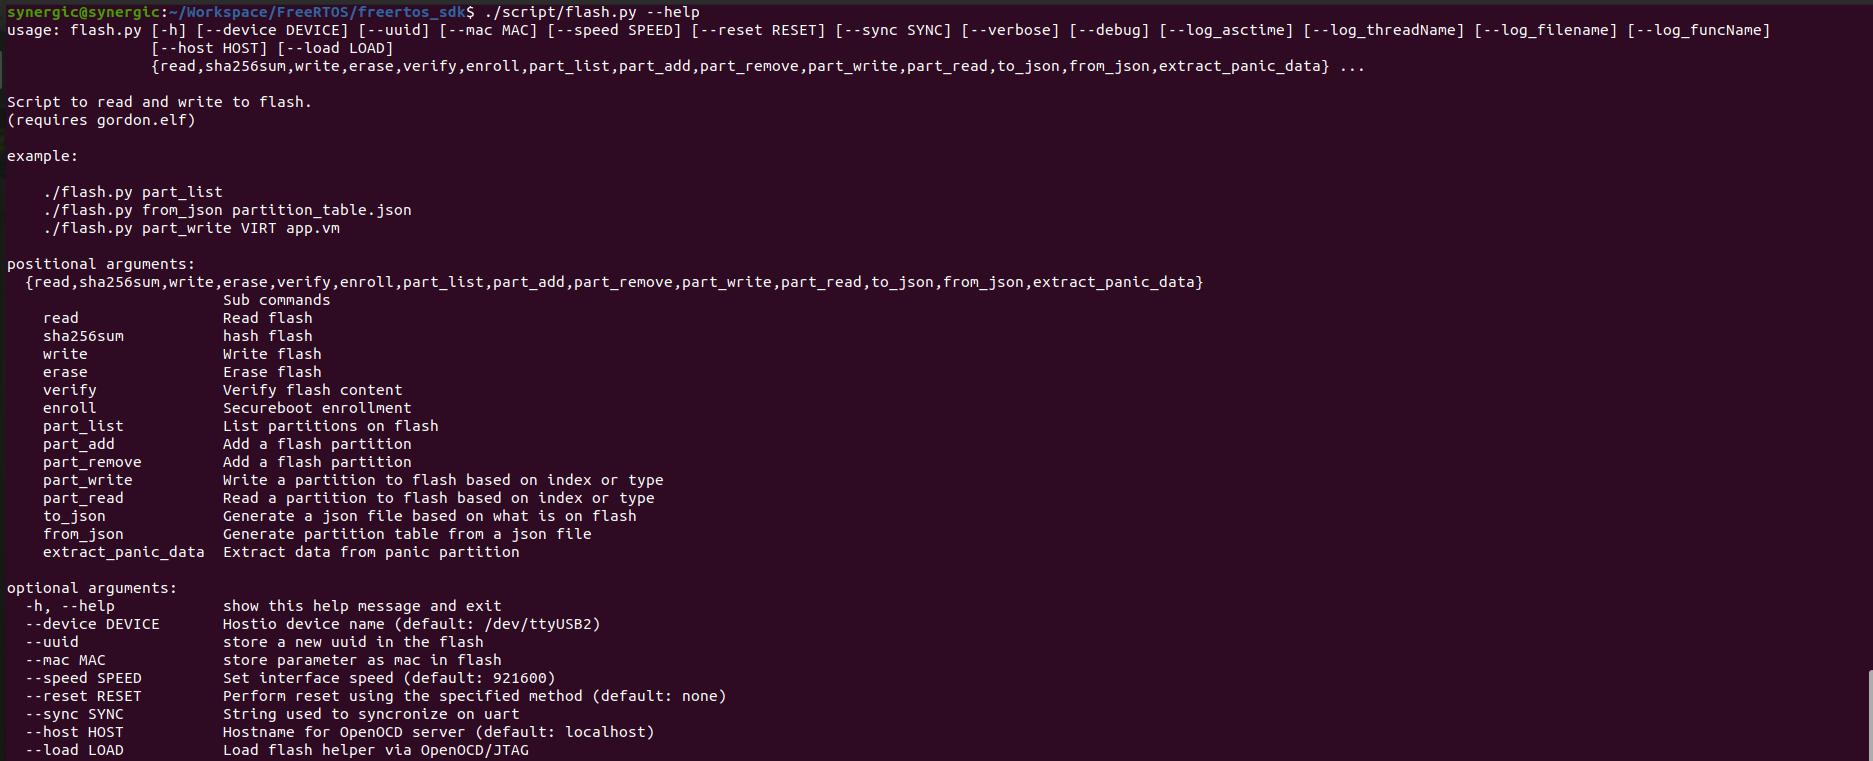 synergic@synergic:~/Workspace/FreeRTOS/freertos_sdk$ ./script/flash.py --help
usage: flash.py [-h] [--device DEVICE] [--uuid] [--mac MAC] [--speed SPEED] [--reset RESET] [--sync SYNC] [--verbose] [--debug] [--log_asctime] [--log_threadName] [--log_filename] [--log_funcName]
[--host HOST] [--load LOAD]
{read,sha256sum,write,erase,verify,enroll,part_list,part_add,part_remove,part_write,part_read,to_json,from_json,extract_panic_data} ...
Script to read and write to flash.
(requires gordon.elf)
example:
./flash.py part_list
./flash.py from_json partition_table.json
./flash.py part_write VIRT app.vm
positional arguments:
{read,sha256sum,write,erase,verify,enroll,part_list,part_add,part_remove,part_write,part_read,to_json,from_json,extract_panic_data}
Sub commands
read Read flash
sha256sum hash flash
write Write flash
erase Erase flash
verify Verify flash content
enroll Secureboot enrollment
part_list List partitions on flash
part_add Add a flash partition
part_remove Add a flash partition
part_write Write a partition to flash based on index or type
part_read Read a partition to flash based on index or type
to_json Generate a json file based on what is on flash
from_json Generate partition table from a json file
extract_panic_data Extract data from panic partition
optional arguments:
-h, --help show this help message and exit
--device DEVICE Hostio device name (default: /dev/ttyUSB2)
--uuid store a new uuid in the flash
--mac MAC store parameter as mac in flash
--speed SPEED Set interface speed (default: 921600)
--reset RESET Perform reset using the specified method (default: none)
--sync SYNC String used to syncronize on uart
--host HOST Hostname for OpenOCD server (default: localhost)
--load LOAD Load flash helper via OpenOCD/JTAG